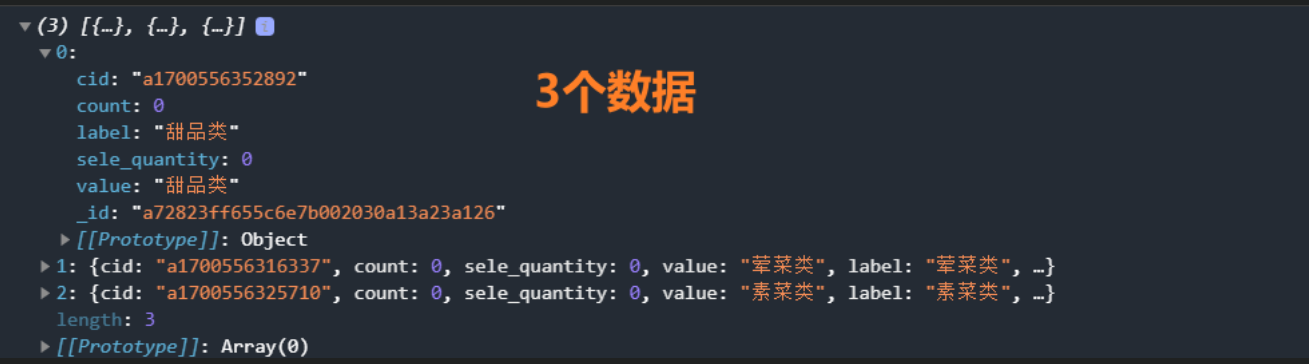 (3) [{…}, {…}, {…}] i
0:
3个数据
cid: "a1700556352892"
count: 0
label: "甜品类"
sele_quantity: 0
value: "甜品类"
_id: "a72823ff655c6e7b002030a13a23a126"
[[Prototype]]: Object
1: {cid: "a1700556316337", count: 0, sele_quantity: 0, value: "荤菜类", label: "荤菜类", …}
2: {cid: "a1700556325710", count: 0, sele_quantity: 0, value: "素菜类", label: "素菜类", …}
length: 3
[[Prototype]]: Array(0)